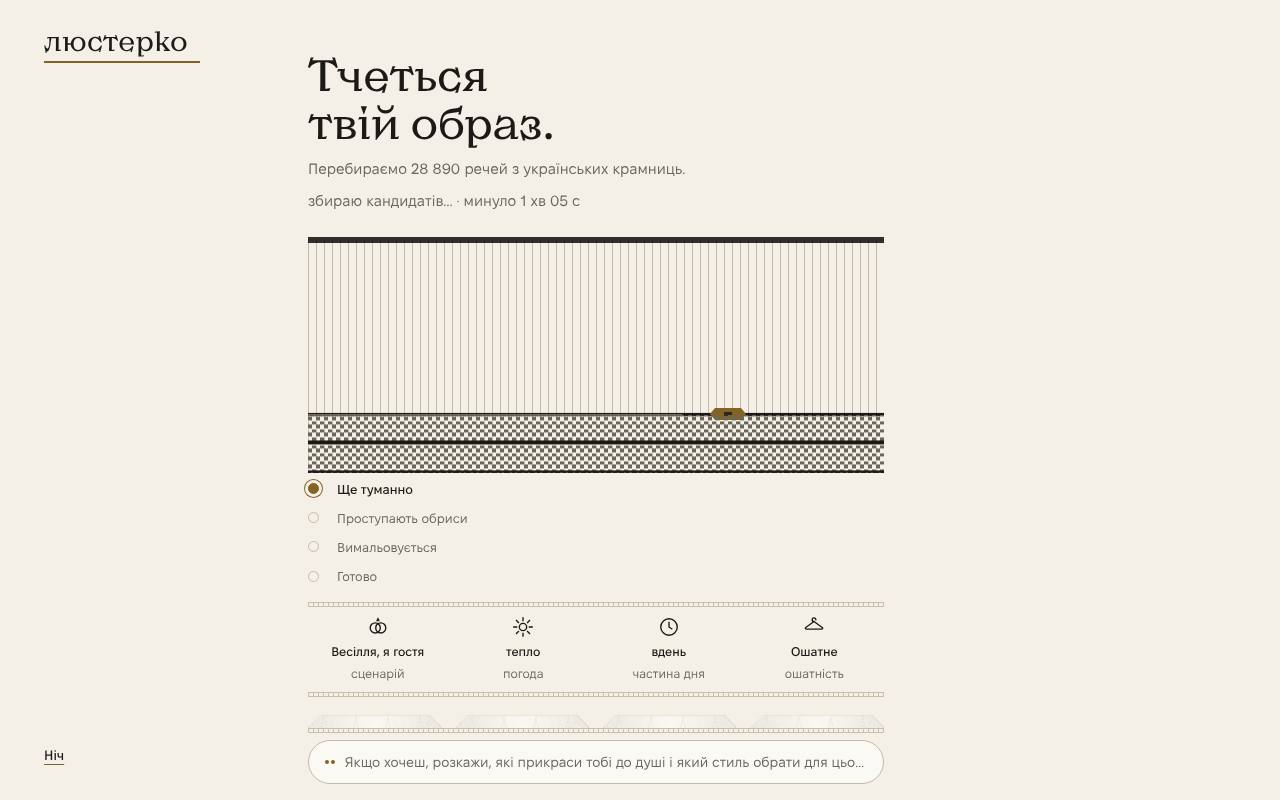 люстерко
Тчеться
твій образ.
Перебираємо 28 890 речей з українських крамниць.
збираю кандидатів… · минуло 1 хв 05 с
Ще туманно
Проступають обриси
Вимальовується
Готово
Весілля, я гостя
сценарій
тепло
погода
вдень
частина дня
Ошатне
ошатність
Якщо хочеш, розкажи, які прикраси тобі до душі і який стиль обрати для цьо…
Ніч